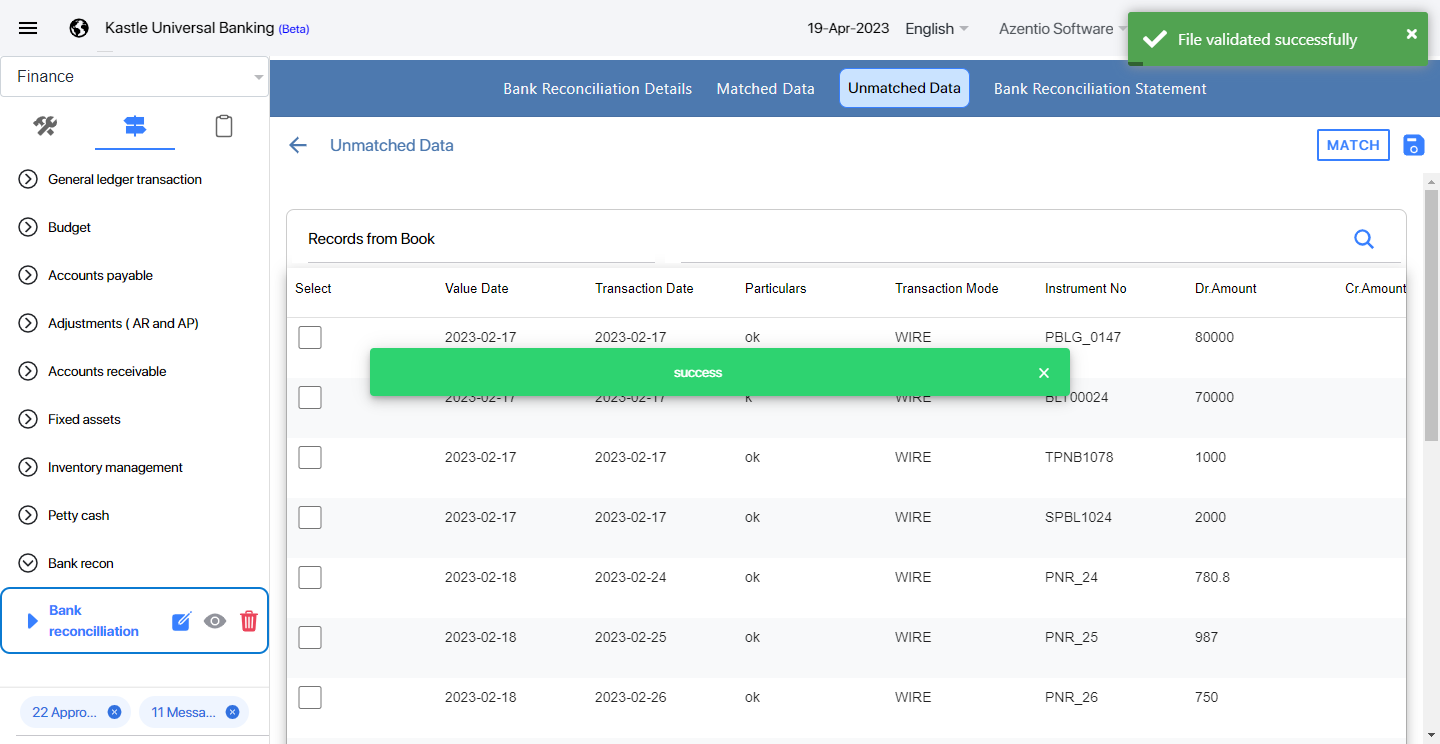 Kastle Universal Banking (Beta)
19-Apr-2023 English Azentio Software
File validated successfully
Finance
Bank Reconciliation Details Matched Data Unmatched Data Bank Reconciliation Statement
Unmatched Data MATCH
General ledger transaction
Budget
Accounts payable
Adjustments ( AR and AP)
Accounts receivable
Fixed assets
Inventory management
Petty cash
Bank recon
Bank
reconcilliation
22 Appro... 11 Messa...
Records from Book
Select Value Date Transaction Date Particulars Transaction Mode Instrument No Dr.Amount Cr.Amount
2023-02-17 2023-02-17 ok WIRE PBLG_0147 80000
success
2023-02-17 2023-02-17 k WIRE BLT00024 70000
2023-02-17 2023-02-17 ok WIRE TPNB1078 1000
2023-02-17 2023-02-17 ok WIRE SPBL1024 2000
2023-02-18 2023-02-24 ok WIRE PNR_24 780.8
2023-02-18 2023-02-25 ok WIRE PNR_25 987
2023-02-18 2023-02-26 ok WIRE PNR_26 750